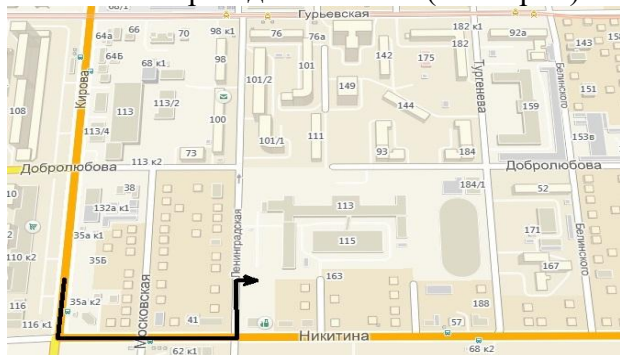 Гурьевская
182 к1
64а
66
70
98 к1
76
76а
92а
143
64Б
182
142
175
68 к1
98
101
Кирова
Тургенева
Белинского
101/2
149
151
108
113
113/2
144
159
113/4
100
101/1
111
153в
113 к2
73
93
184
Добролюбова
Добролюбова
38
184/1
52
132а к1
113
Ленинградская
35а к1
171
115
35Б
110 к2
Московская
163
167
Белинского
116
35а к2
188
41
57
116 к1
Никитина
62 к1
68 к2